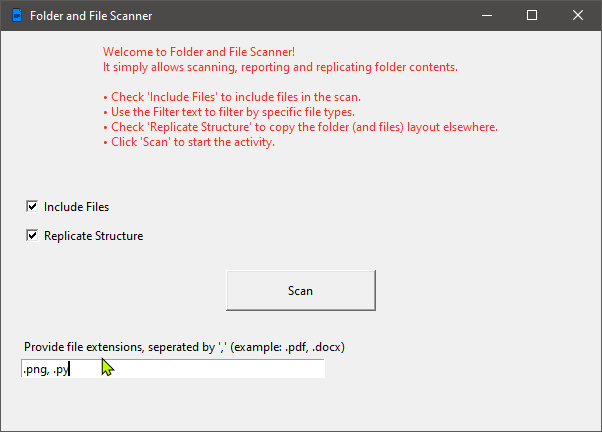 Folder and File Scanner
Welcome to Folder and File Scanner!
It simply allows scanning, reporting and replicating folder contents.
• Check 'Include Files' to include files in the scan.
• Use the Filter text to filter by specific file types.
• Check 'Replicate Structure' to copy the folder (and files) layout elsewhere.
• Click 'Scan' to start the activity.
Include Files
Replicate Structure
Scan
Provide file extensions, seperated by ',' (example: .pdf, .docx)
.png, .py